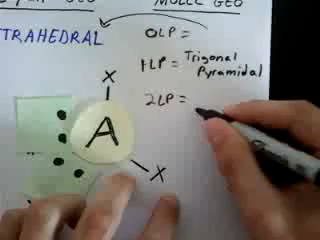 MOLEC GEO
TRAHEDRAL
0LP =
1LP = Trigonal
Pyramidal
2LP =
X
A
X